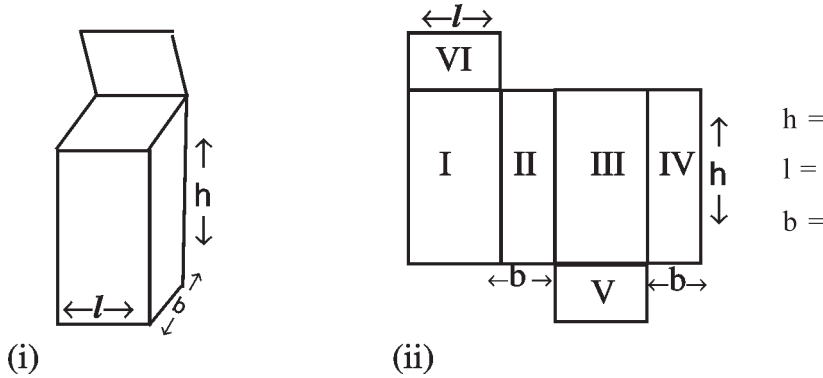 h
l
b
(i)
l
VI
I
II
III
IV
h
b
V
b
(ii)
h =
l =
b =